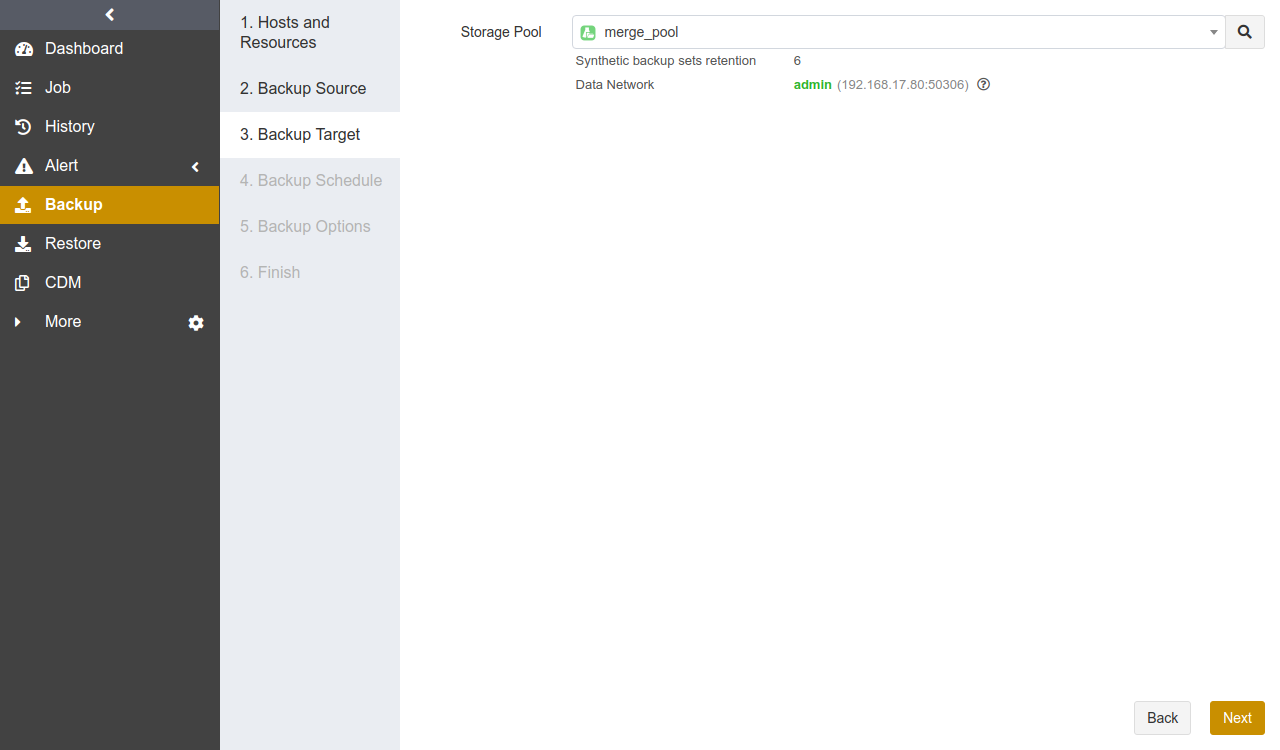 Dashboard
Job
History
Alert
Backup
Restore
CDM
More
1. Hosts and
Resources
2. Backup Source
3. Backup Target
4. Backup Schedule
5. Backup Options
6. Finish
Storage Pool merge_pool
Synthetic backup sets retention 6
Data Network admin (192.168.17.80:50306)
Back Next